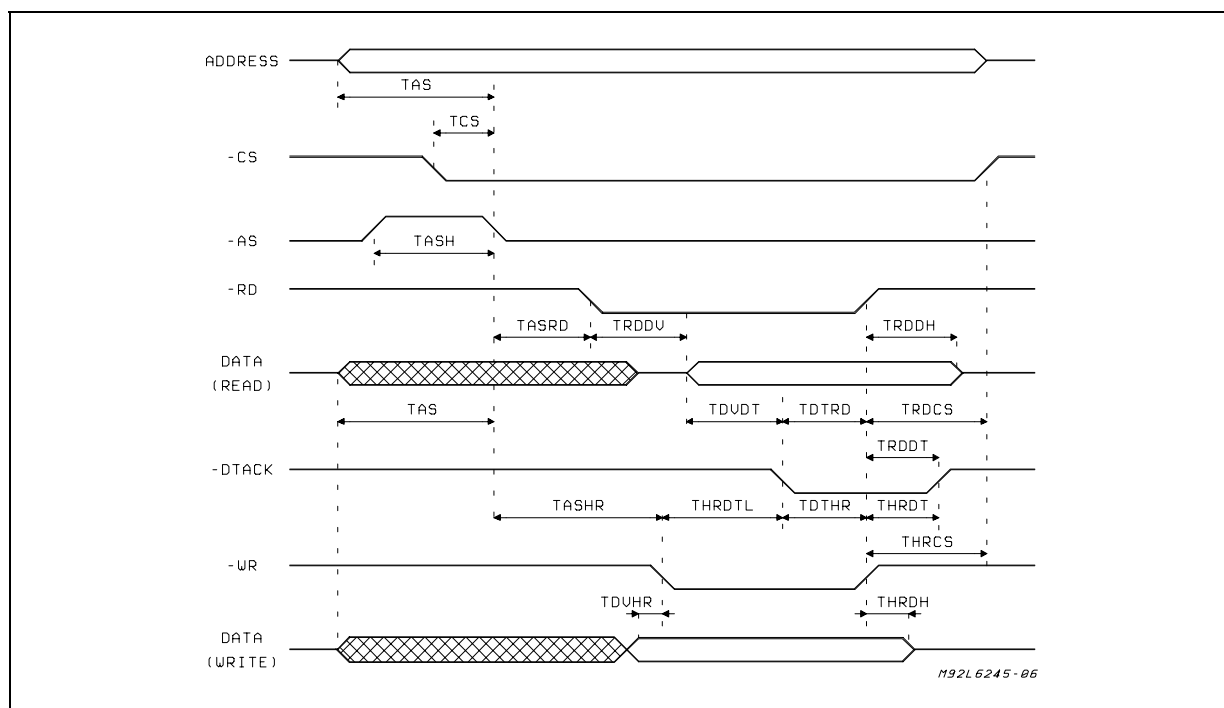 ADDRESS
TAS
TCS
-CS
-AS
TASH
-RD
TASRD TRDDV TRDDH
DATA
(READ)
TAS TDVDT TDTRD TRDCS
TRDDT
-DTACK
TASHR THRDTL TDTHR THRDT
THRCS
-WR
TDVHR THRDH
DATA
(WRITE)
M92L6245-06